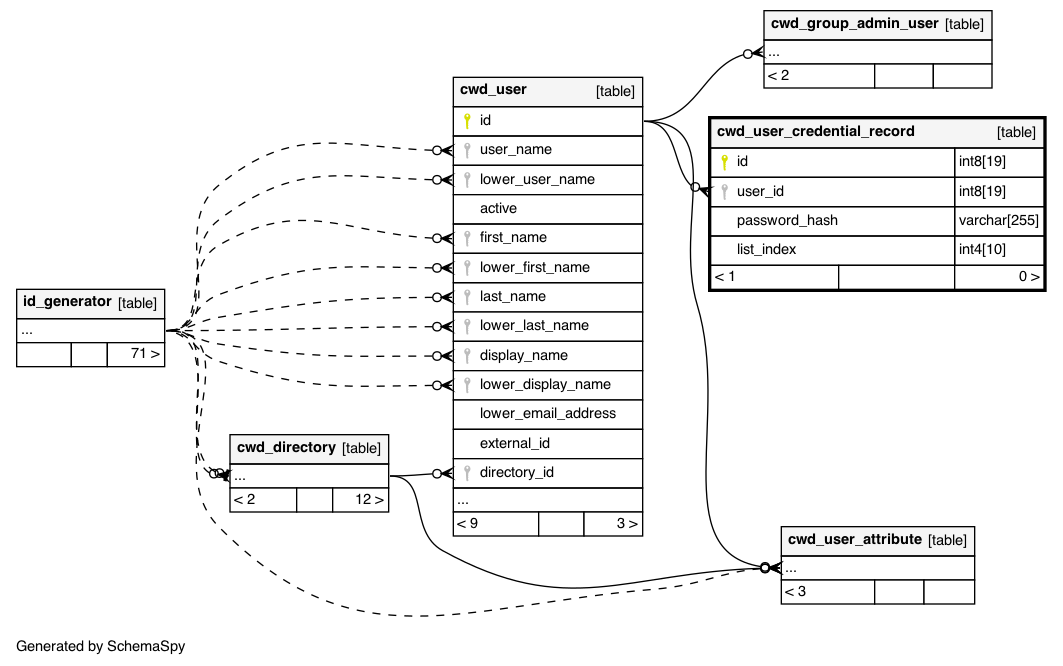 cwd_group_admin_user [table]
...
< 2
cwd_user [table]
id
user_name
lower_user_name
active
first_name
lower_first_name
last_name
lower_last_name
display_name
lower_display_name
lower_email_address
external_id
directory_id
...
< 9 3 >
cwd_user_credential_record [table]
id int8[19]
user_id int8[19]
password_hash varchar[255]
list_index int4[10]
< 1 0 >
id_generator [table]
...
71 >
cwd_directory [table]
...
< 2 12 >
cwd_user_attribute [table]
...
< 3
Generated by SchemaSpy